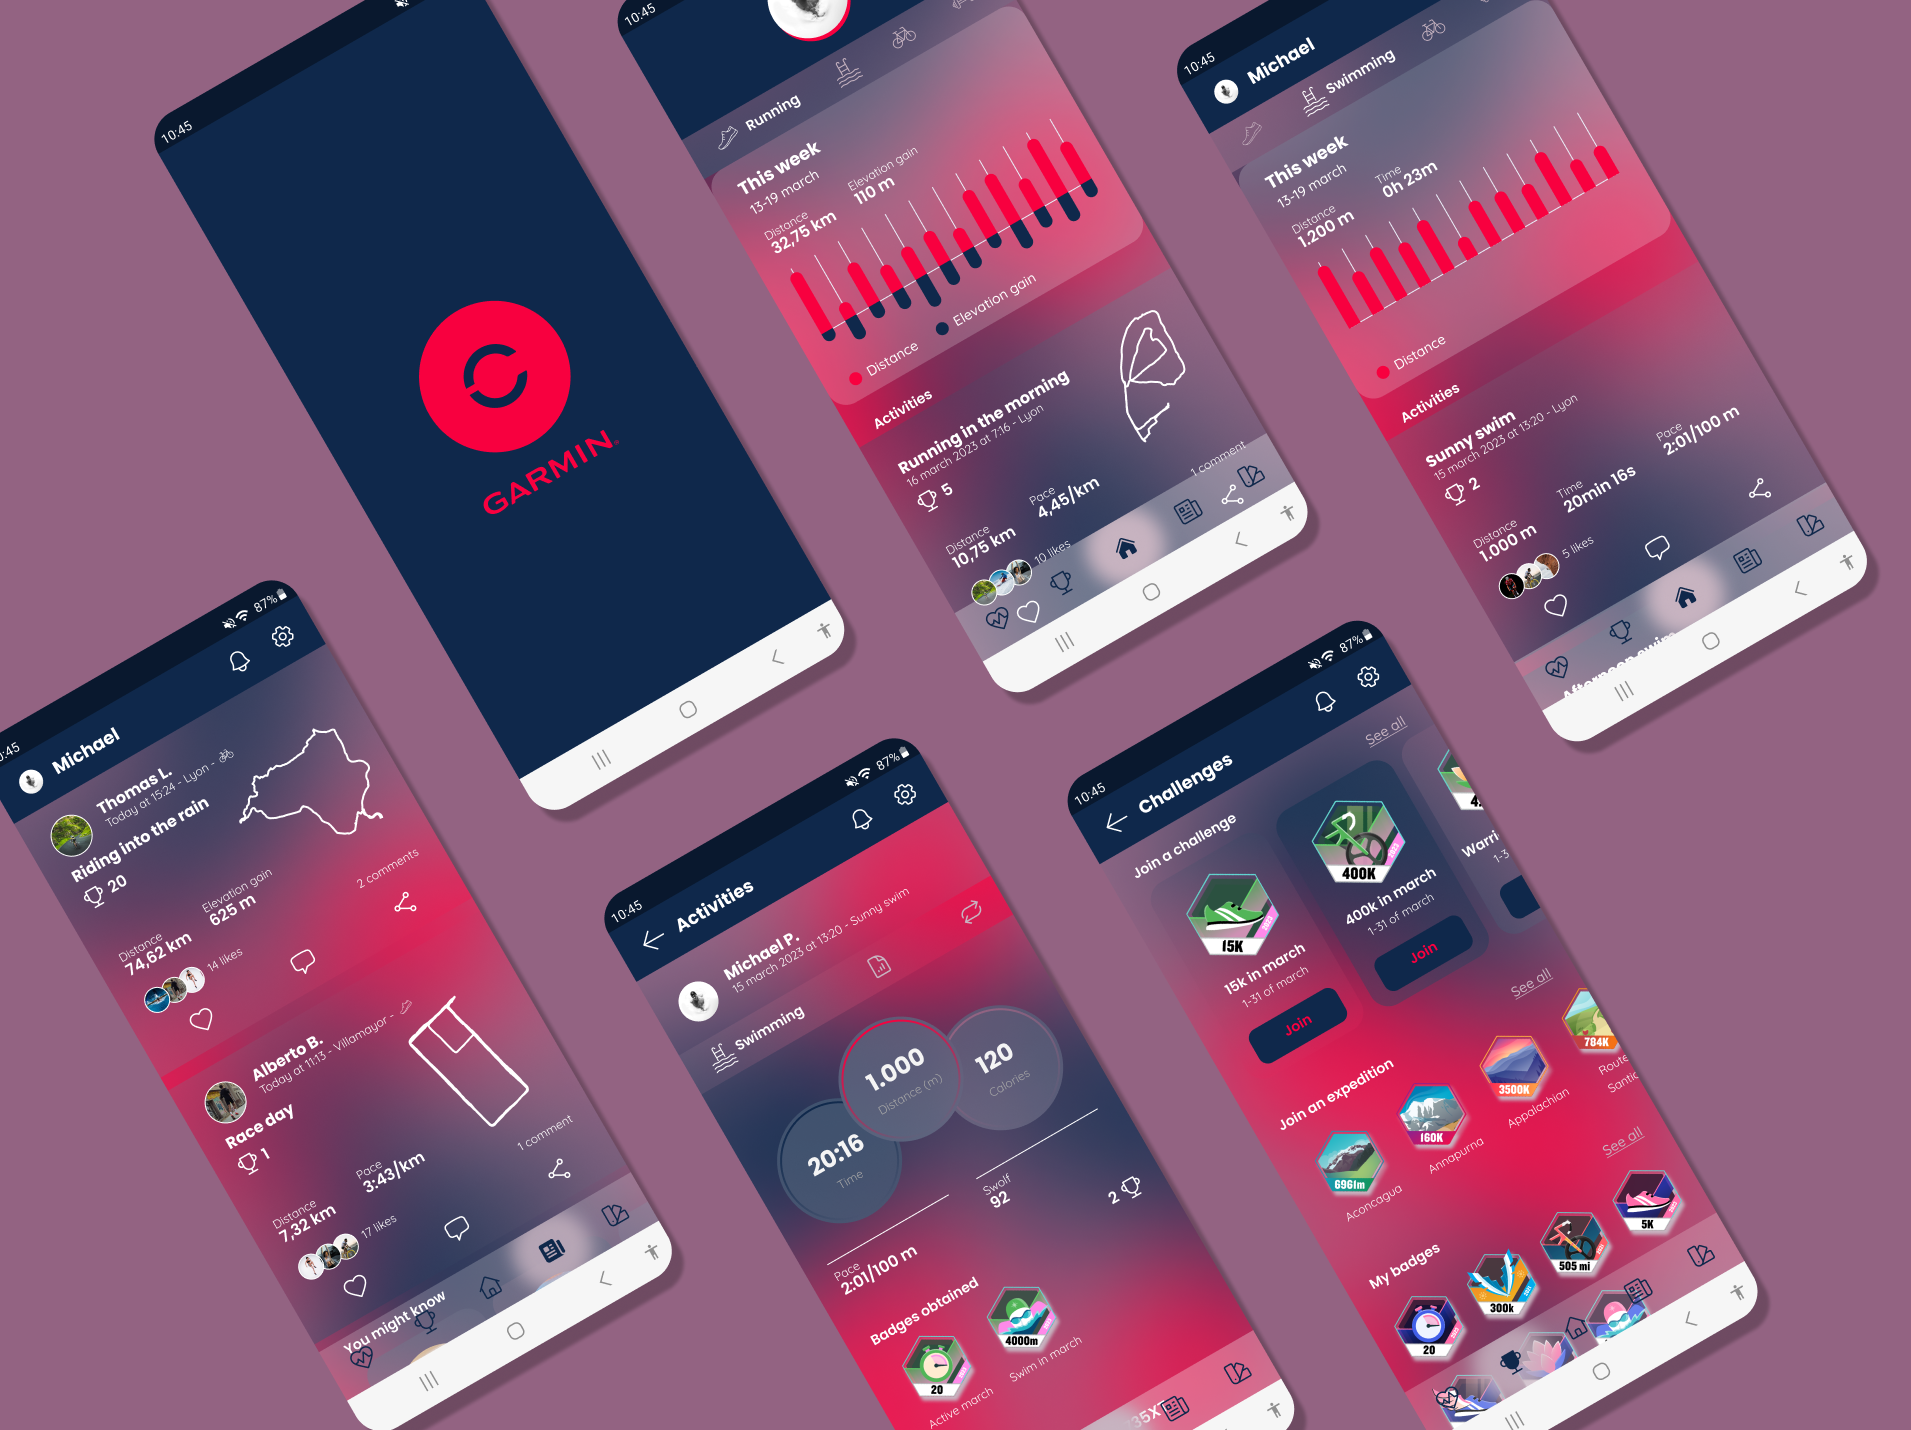 10:45
GARMIN
10:45
Running
This week
13-19 march
Distance
32,75 km
Elevation gain
110 m
Distance
Elevation gain
Activities
Running in the morning
16 march 2023 at 7:16 - Lyon
5
Distance
10,75 km
Pace
4,45/km
10 likes
1 comment
10:45
Michael
Swimming
This week
13-19 march
Distance
1.200 m
Time
0h 23m
Distance
Activities
Sunny swim
15 march 2023 at 13:20 - Lyon
2
Distance
1.000 m
Time
20min 16s
Pace
2:01/100 m
5 likes
Afternoon swim
:45
87%
Michael
Thomas L.
Today at 15:24 - Lyon -
Riding into the rain
20
Distance
74,62 km
Elevation gain
625 m
14 likes
2 comments
Alberto B.
Today at 11:13 - Villamayor -
Race day
1
Distance
7,32 km
Pace
3:43/km
17 likes
1 comment
You might know
10:45
87%
Activities
Michael P.
15 march 2023 at 13:20 - Sunny swim
Swimming
20:16
Time
1.000
Distance (m)
120
Calories
Pace
2:01/100 m
Swolf
92
2
Badges obtained
20
Active march
4000m
Swim in march
35X
10:45
87%
Challenges
Join a challenge
See all
15K
2023
15k in march
1-31 of march
Join
400K
2023
400k in march
1-31 of march
Join
4.
Warri
1-3
Join an expedition
See all
6961m
Aconcagua
160K
Annapurna
3500K
Appalachian
784K
Route
Santi
My badges
See all
20
300k
505 mi
5K